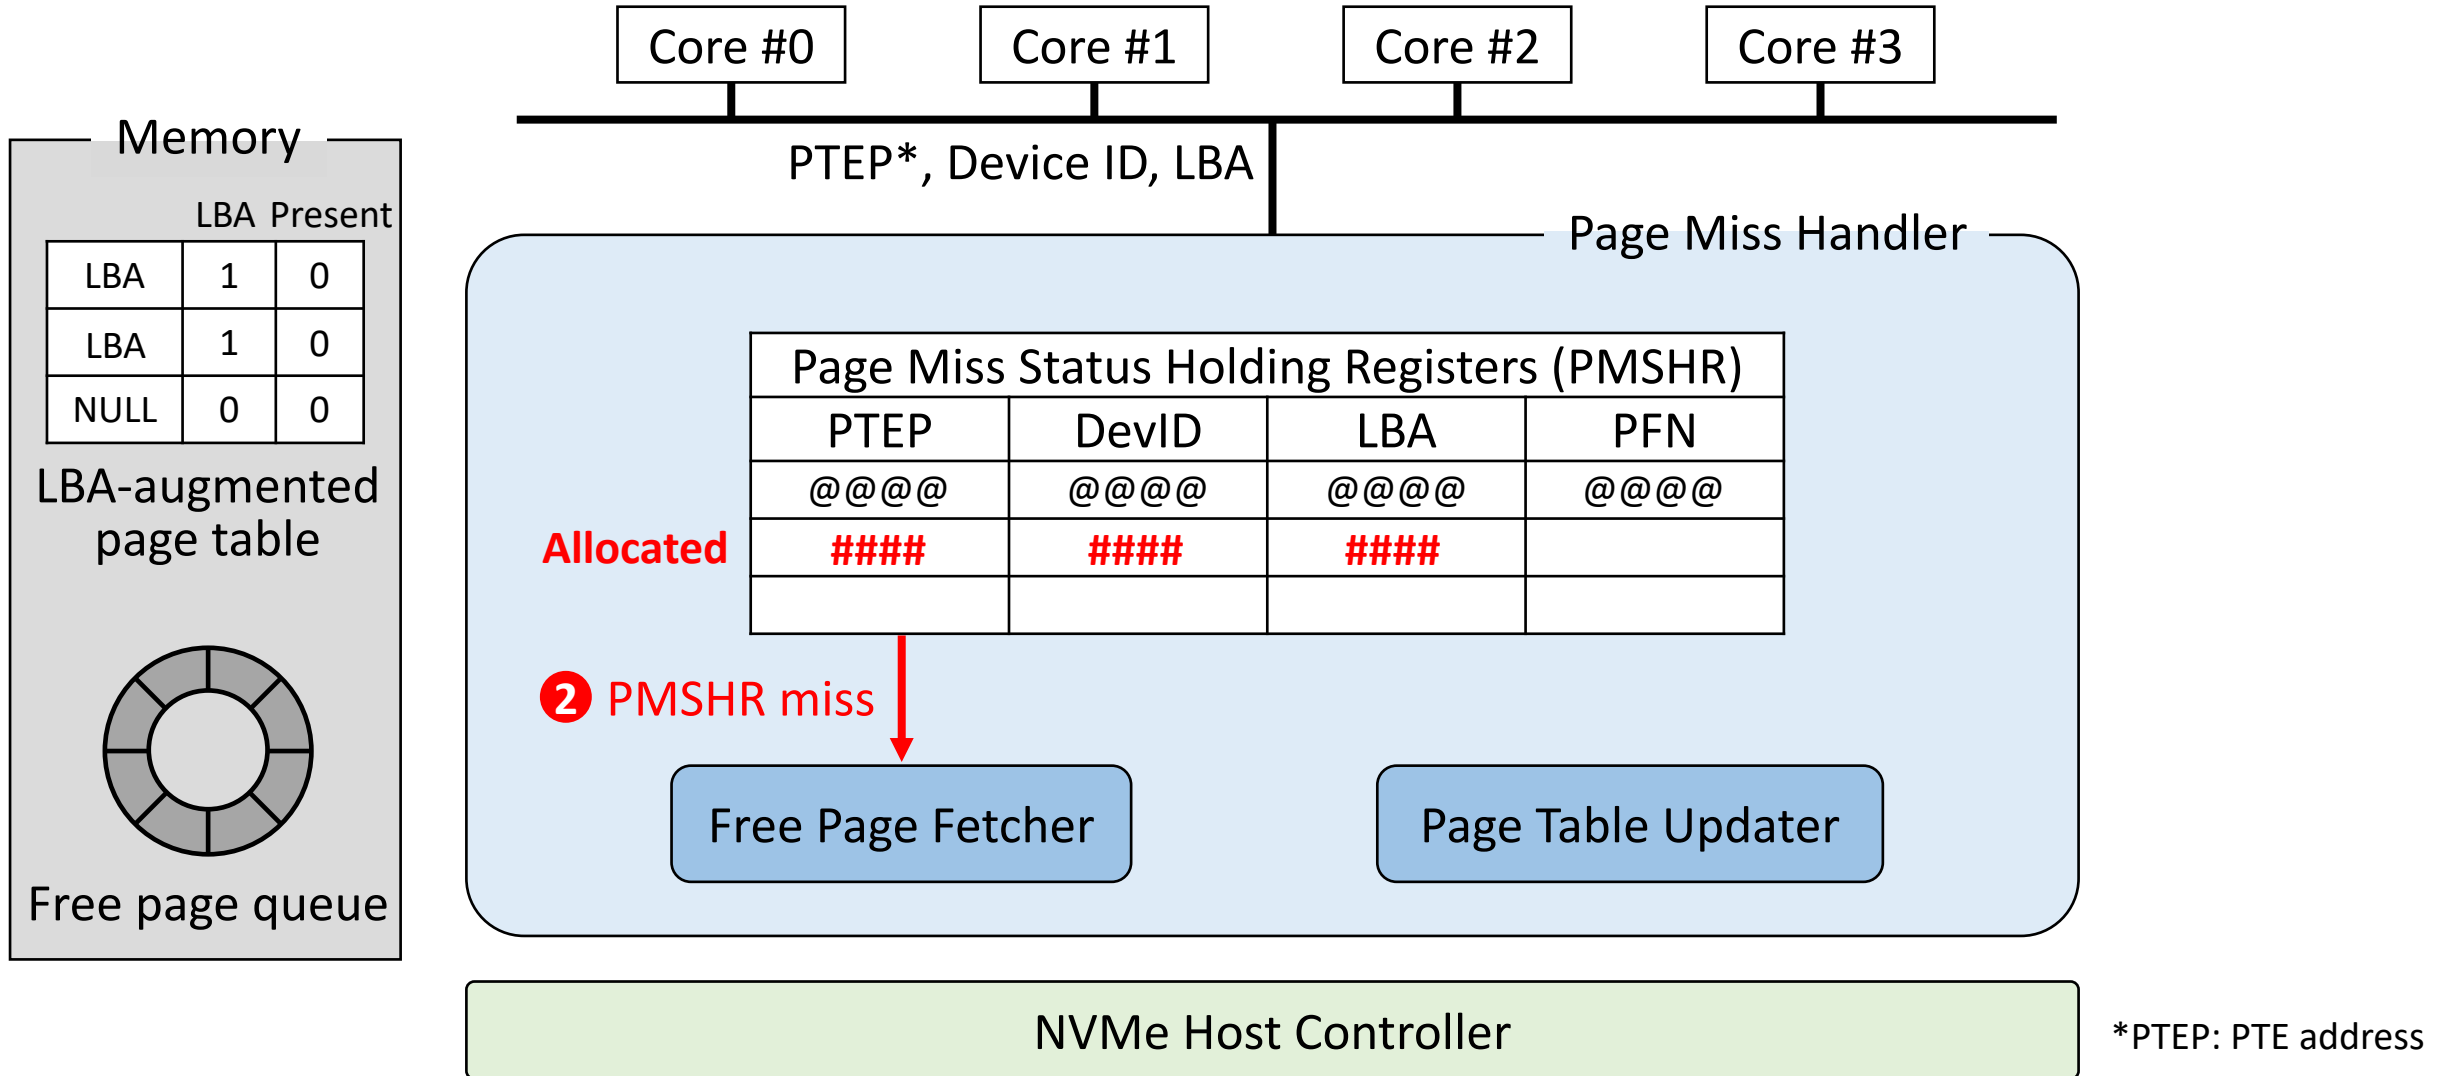 Core #0 Core #1 Core #2 Core #3
PTEP*, Device ID, LBA
Memory
LBA Present
LBA 1 0
LBA 1 0
NULL 0 0
LBA-augmented
page table
Free page queue
Page Miss Handler
Page Miss Status Holding Registers (PMSHR)
PTEP DevID LBA PFN
@@@@ @@@@ @@@@ @@@@
Allocated #### #### ####
2 PMSHR miss
Free Page Fetcher Page Table Updater
NVMe Host Controller
*PTEP: PTE address